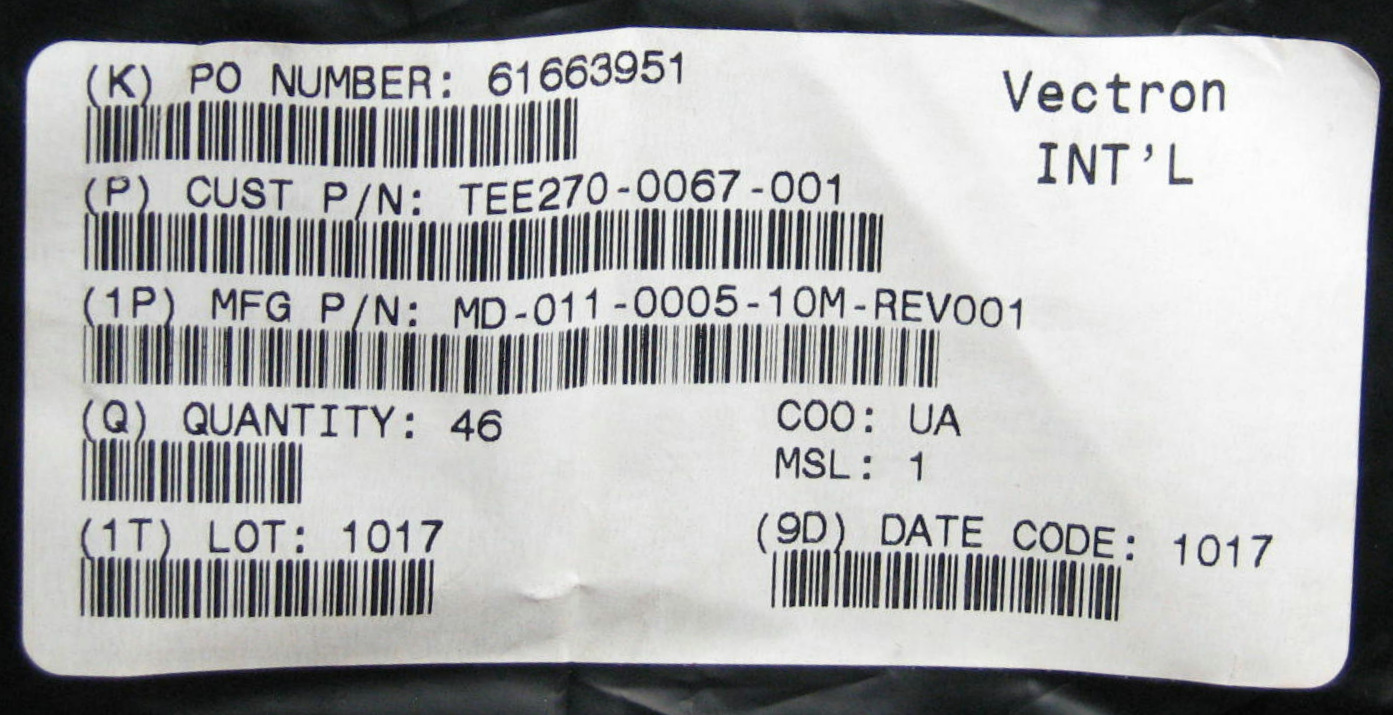 (K) PO NUMBER: 61663951
Vectron
INT'L
(P) CUST P/N: TEE270-0067-001
(1P) MFG P/N: MD-011-0005-10M-REV001
(Q) QUANTITY: 46
COO: UA
MSL: 1
(1T) LOT: 1017
(9D) DATE CODE: 1017